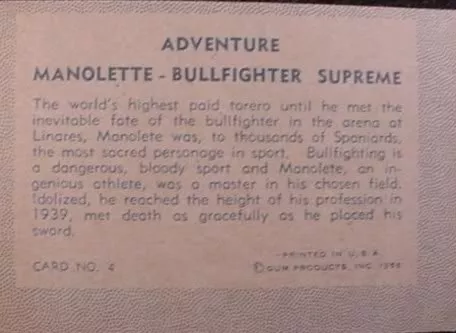 ADVENTURE
MANOLETTE - BULLFIGHTER SUPREME
The world's highest paid torero until he met the
inevitable fate of the bullfighter in the arena at
Linares, Manolete was, to thousands of Spaniards,
the most sacred personage in sport. Bullfighting is
a dangerous, bloody sport and Manolete, an in-
genious athlete, was a master in his chosen field.
Idolized, he reached the height of his profession in
1939, met death as gracefully as he placed his
sword.
CARD NO. 4
PRINTED IN U.S.A.
© GUM PRODUCTS, INC.